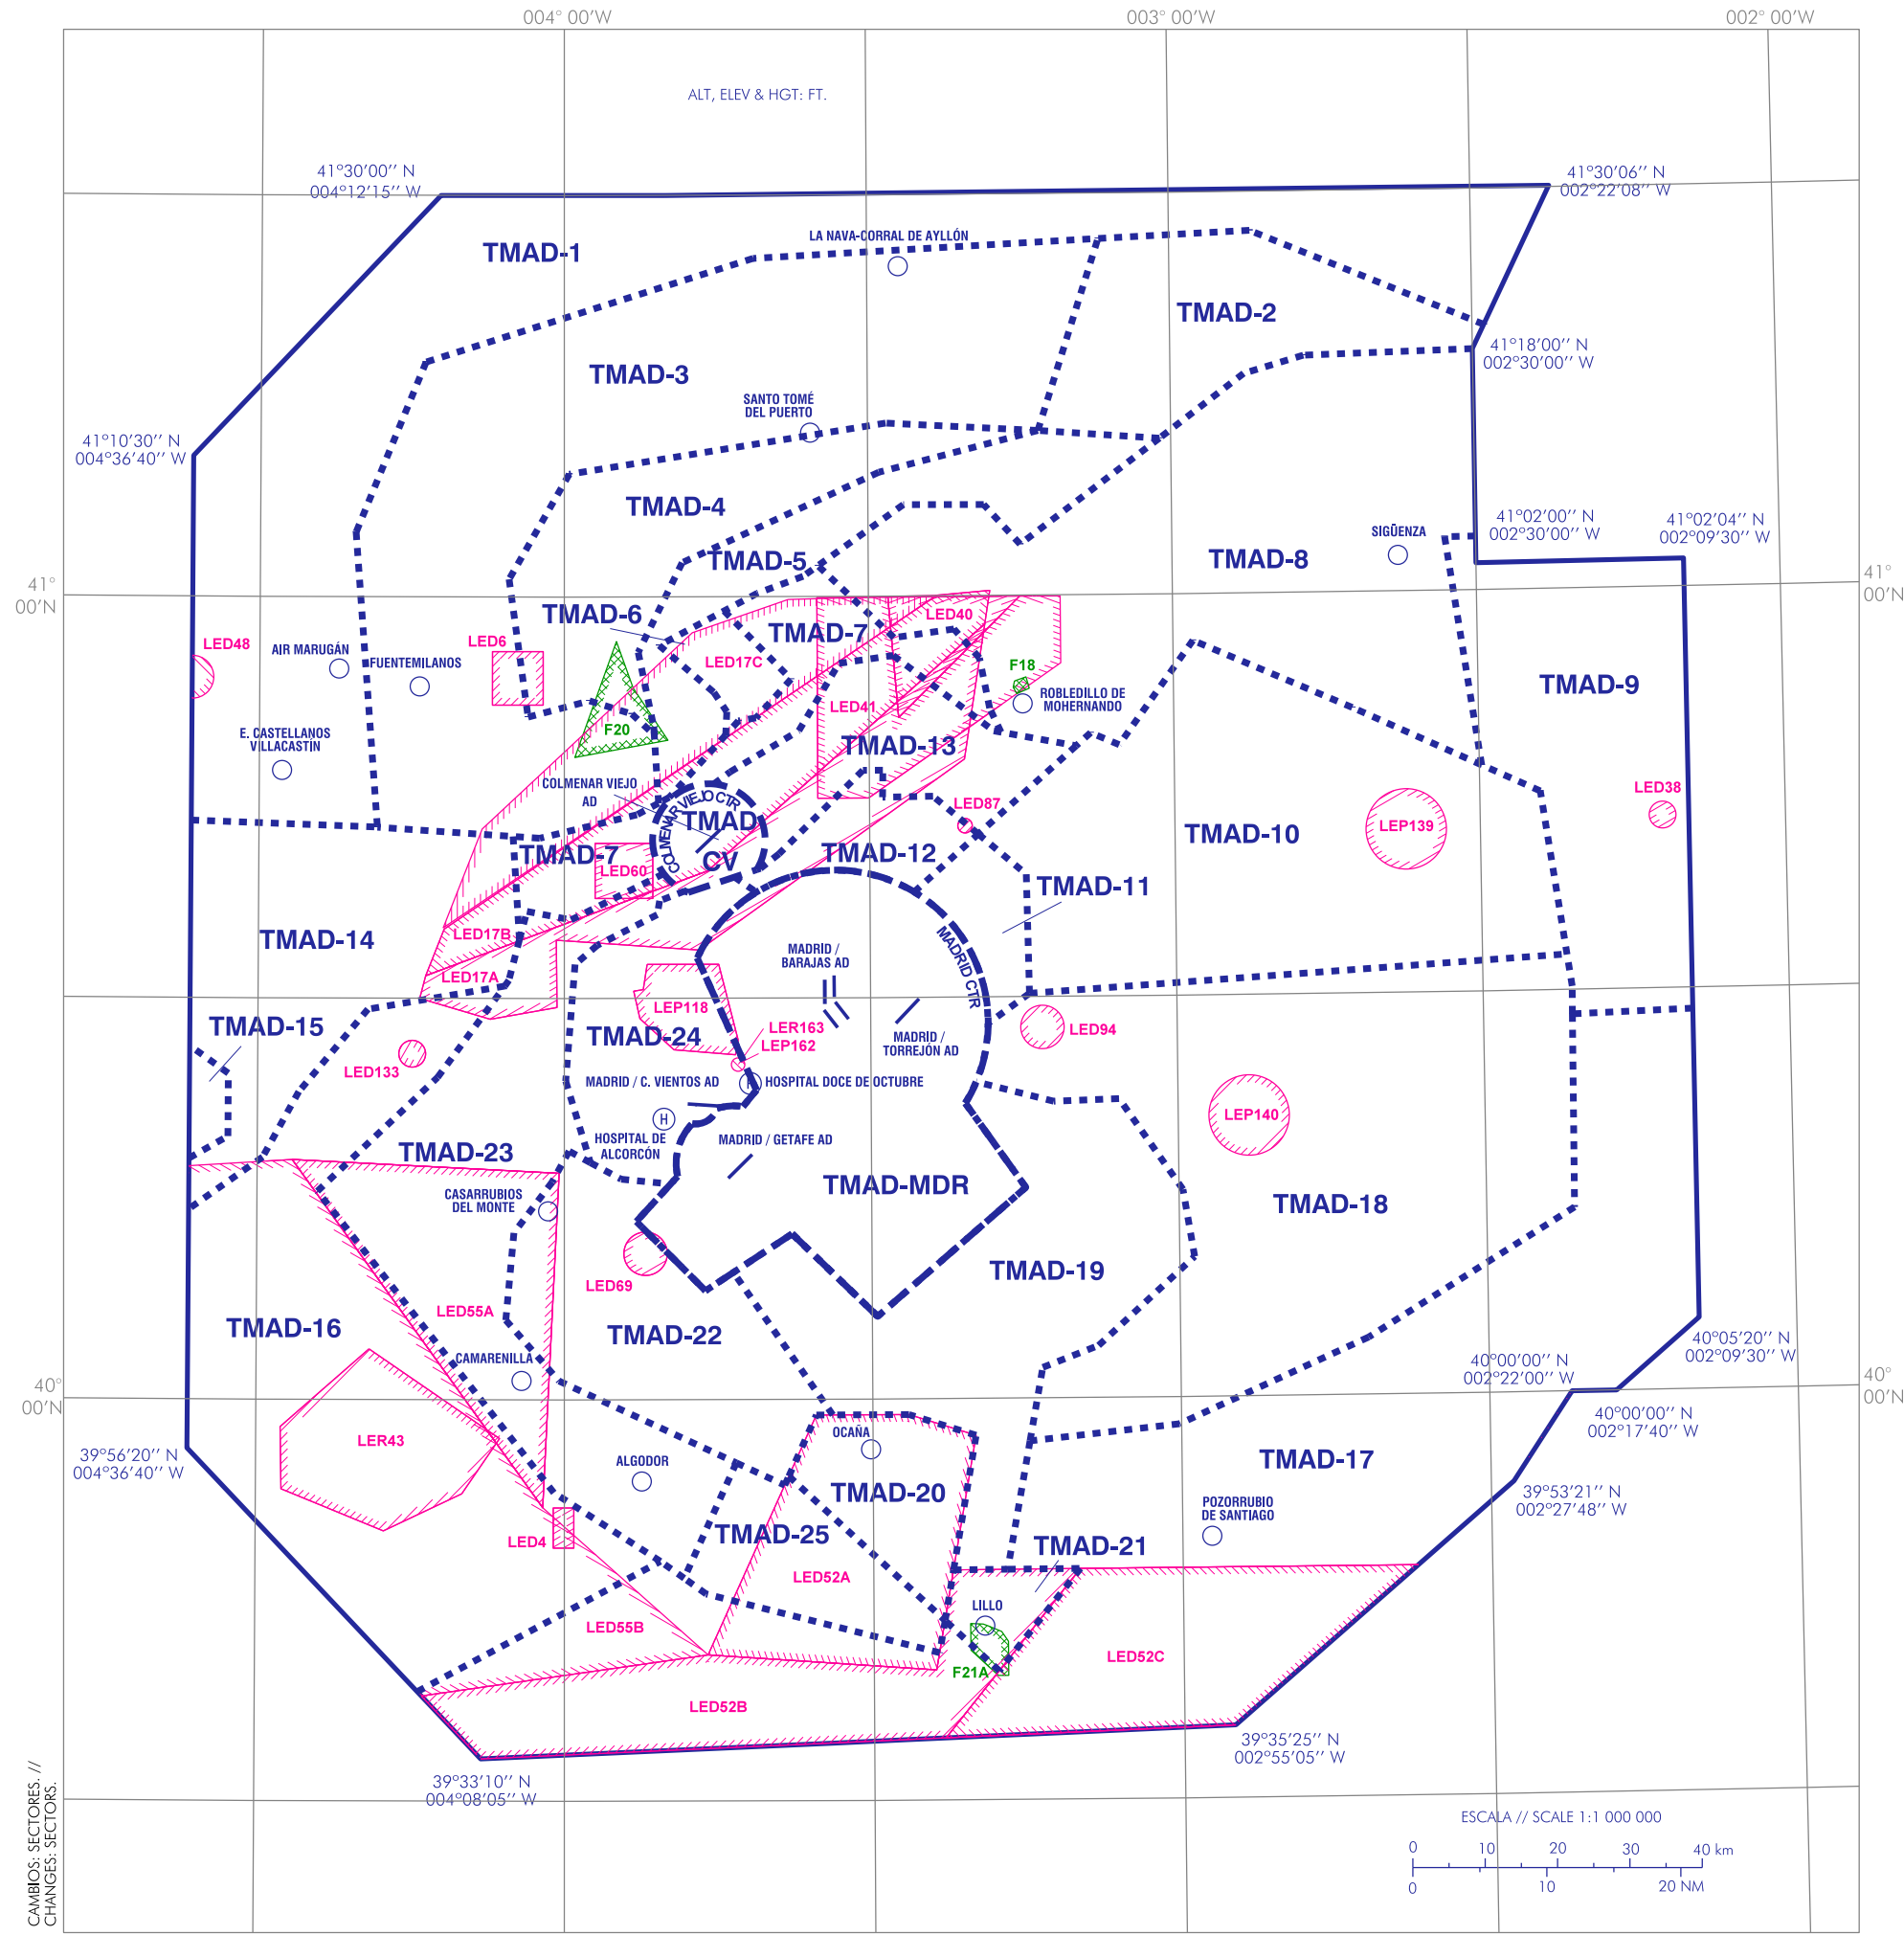 004° 00′W
003° 00′W
002° 00′W
ALT, ELEV & HGT: FT.
41°30′00′′ N
004°12′15′′ W
41°30′06′′ N
002°22′08′′ W
TMAD-1
LA NAVA-CORRAL DE AYLLÓN
TMAD-2
41°18′00′′ N
002°30′00′′ W
TMAD-3
SANTO TOMÉ
DEL PUERTO
41°10′30′′ N
004°36′40′′ W
TMAD-4
41°02′00′′ N
002°30′00′′ W
41°02′04′′ N
002°09′30′′ W
SIGÜENZA
TMAD-5
TMAD-8
41°
00′N
41°
00′N
TMAD-6
LED40
TMAD-7
LED48
AIR MARUGÁN
LED6
FUENTEMILANOS
LED17C
F18
ROBLEDILLO DE
MOHERNANDO
TMAD-9
LED41
F20
E. CASTELLANOS
VILLACASTÍN
TMAD-13
COLMENAR VIEJO
AD
COLMENAR VIEJO CTR
LED87
LED38
TMAD
CV
LEP139
TMAD-10
TMAD-7
LED60
TMAD-12
TMAD-11
TMAD-14
LED17B
LED17A
MADRID /
BARAJAS AD
MADRID CTR
LEP118
TMAD-15
TMAD-24
LER163
LEP162
MADRID /
TORREJÓN AD
LED94
LED133
MADRID / C. VIENTOS AD
H
HOSPITAL DOCE DE OCTUBRE
H
LEP140
HOSPITAL DE
ALCORCÓN
MADRID / GETAFE AD
TMAD-23
TMAD-MDR
CASARRUBIOS
DEL MONTE
TMAD-18
LED69
TMAD-19
LED55A
TMAD-16
TMAD-22
40°05′20′′ N
002°09′30′′ W
CAMARENILLA
40°00′00′′ N
002°22′00′′ W
40°
00′N
40°
00′N
40°00′00′′ N
002°17′40′′ W
LER43
OCAÑA
39°56′20′′ N
004°36′40′′ W
ALGODOR
TMAD-17
TMAD-20
39°53′21′′ N
002°27′48′′ W
POZORRUBIO
DE SANTIAGO
LED4
TMAD-25
TMAD-21
LED52A
LILLO
LED55B
LED52C
F21A
LED52B
39°35′25′′ N
002°55′05′′ W
39°33′10′′ N
004°08′05′′ W
CAMBIOS: SECTORES. //
CHANGES: SECTORS.
ESCALA // SCALE 1:1 000 000
0 10 20 30 40 km
0 10 20 NM